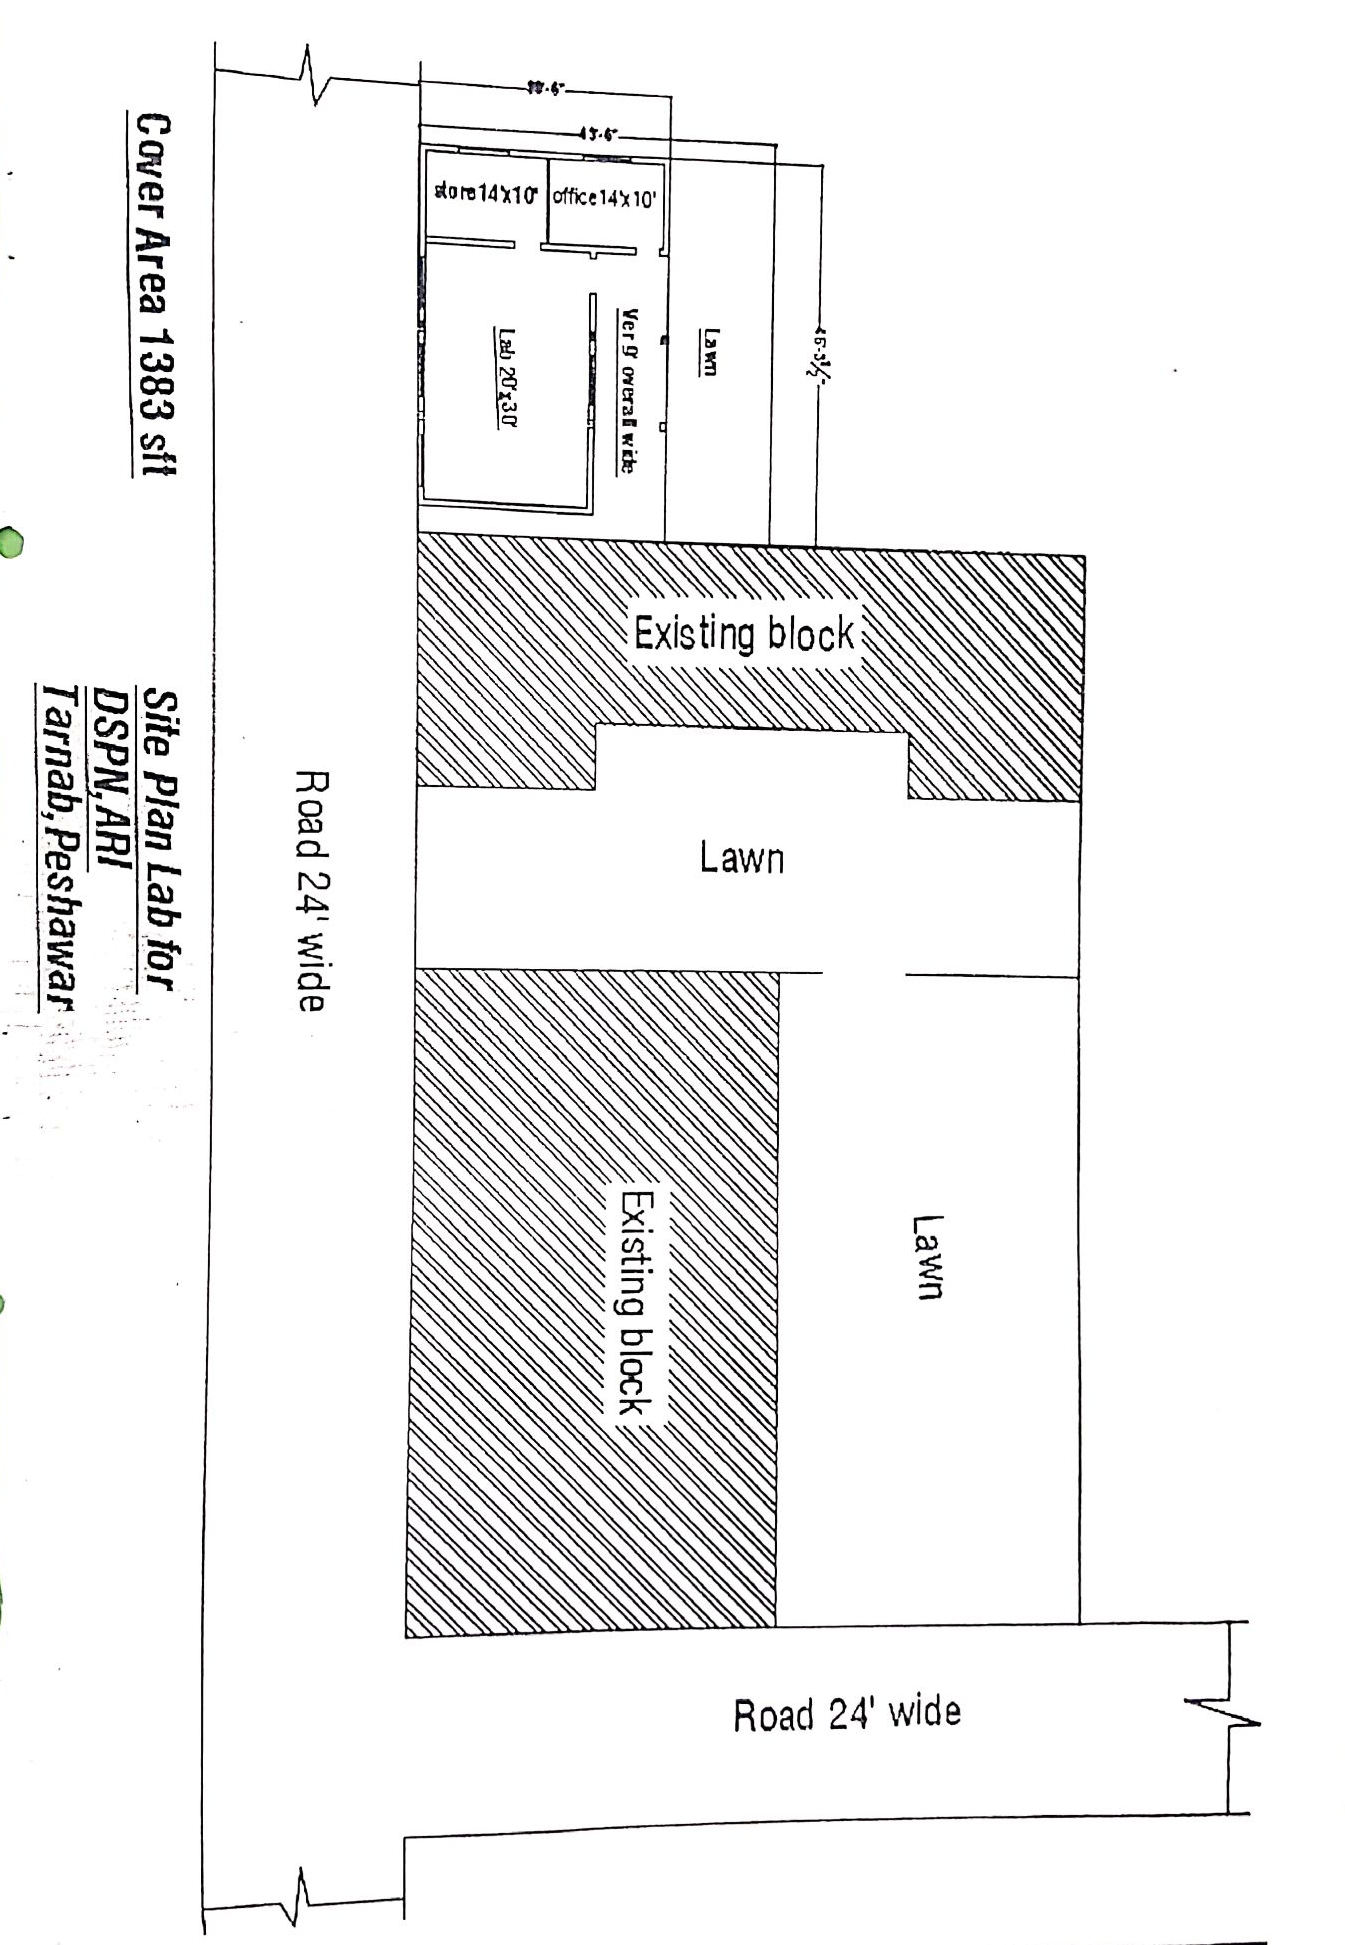 43'-6"
store 14'x10'
office 14'x10'
Lab 20'x30'
Ver 9' overall wide
Lawn
Existing block
Lawn
Existing block
Lawn
Road 24' wide
Road 24' wide
Cover Area 1383 sft
Site Plan Lab for
DSPN,ARI
Tarnab,Peshawar